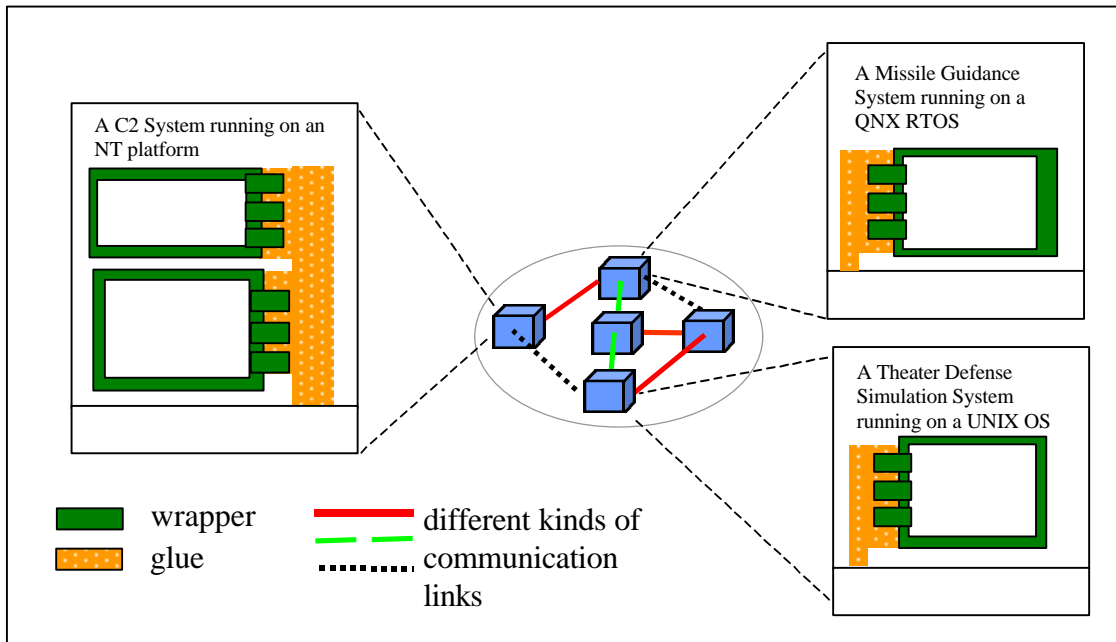 A C2 System running on an
NT platform
A Missile Guidance
System running on a
QNX RTOS
A Theater Defense
Simulation System
running on a UNIX OS
wrapper
glue
different kinds of
communication
links